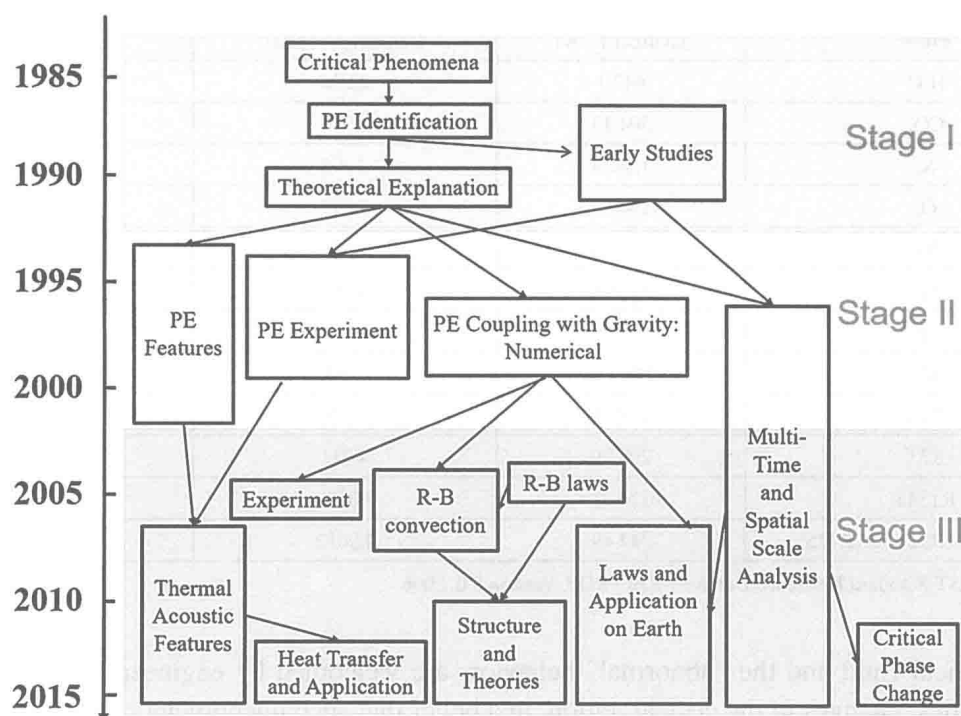 Critical Phenomena
1985
PE Identification
Stage I
Early Studies
1990
Theoretical Explanation
1995
Stage II
PE
Features
PE Experiment
PE Coupling with Gravity:
Numerical
2000
Multi-
Time
and
Spatial
Scale
Analysis
2005
Experiment
R-B
convection
R-B laws
Stage III
Thermal
Acoustic
Features
Laws and
Application
on Earth
2010
Structure
and
Theories
Heat Transfer
and Application
Critical
Phase
Change
2015